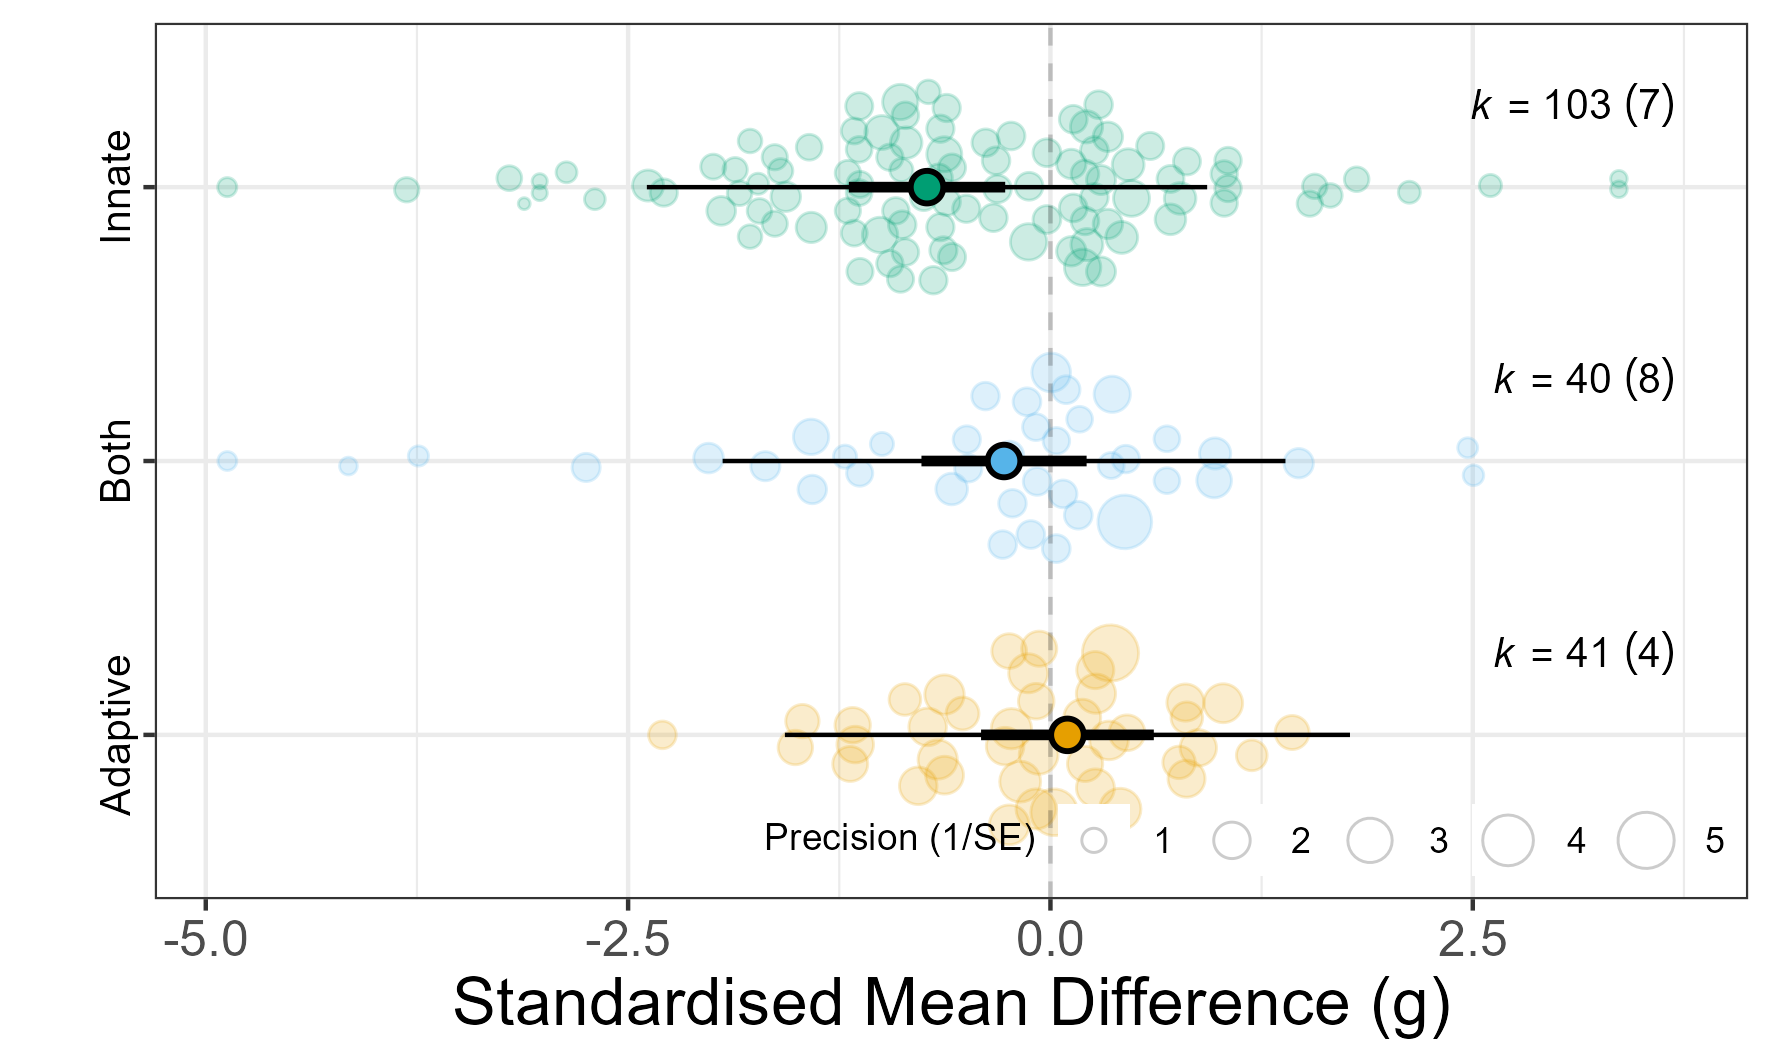 Innate
k = 103 (7)
Both
k = 40 (8)
Adaptive
k = 41 (4)
Precision (1/SE) 1 2 3 4 5
-5.0 -2.5 0.0 2.5
Standardised Mean Difference (g)